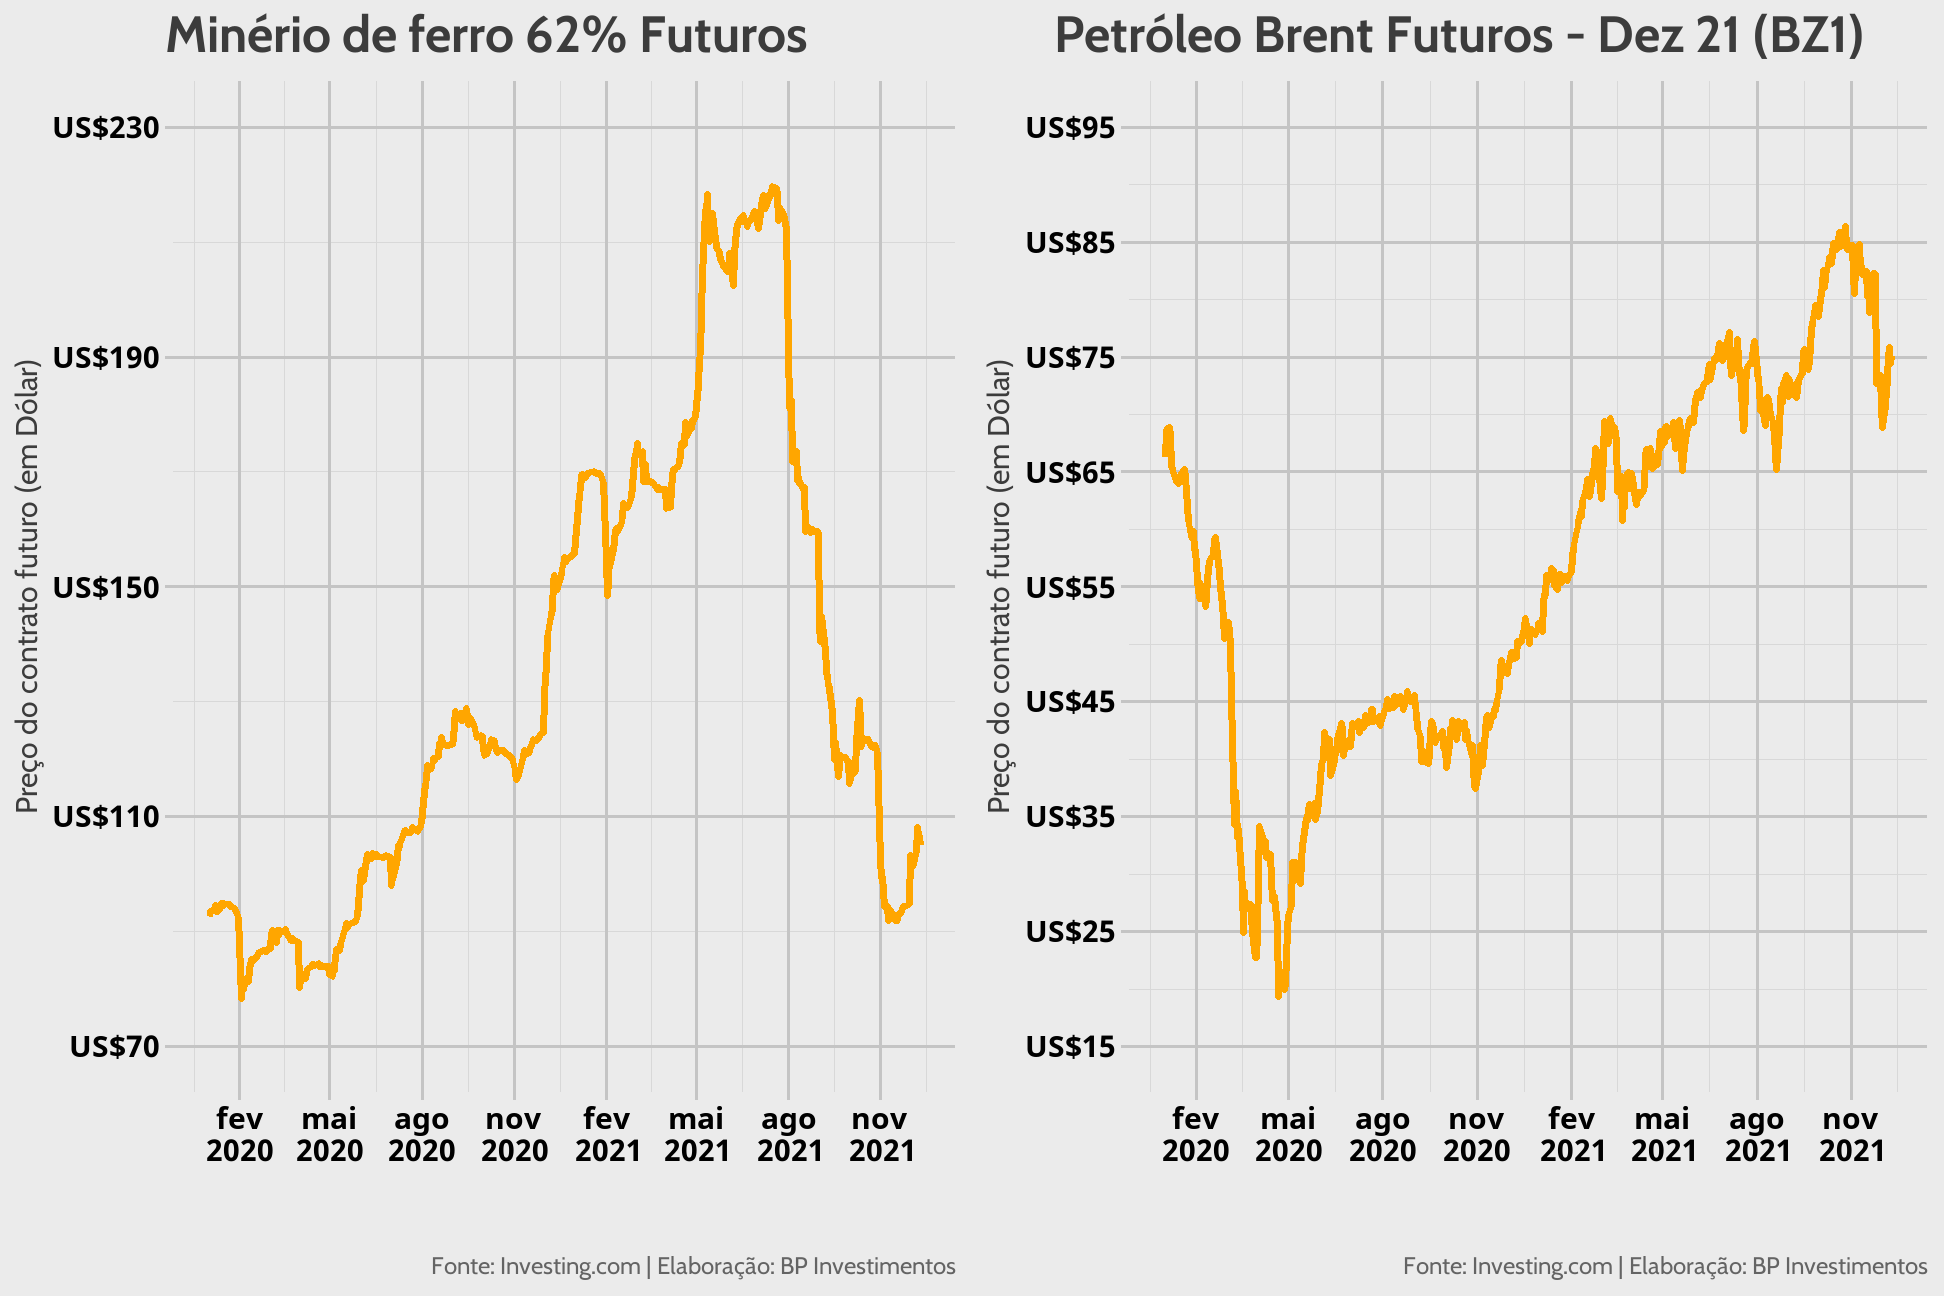 Minério de ferro 62% Futuros
Preço do contrato futuro (em Dólar)
US$230
US$190
US$150
US$110
US$70
fev mai ago nov fev mai ago nov
2020 2020 2020 2020 2021 2021 2021 2021
Fonte: Investing.com | Elaboração: BP Investimentos
Petróleo Brent Futuros - Dez 21 (BZ1)
Preço do contrato futuro (em Dólar)
US$95
US$85
US$75
US$65
US$55
US$45
US$35
US$25
US$15
fev mai ago nov fev mai ago nov
2020 2020 2020 2020 2021 2021 2021 2021
Fonte: Investing.com | Elaboração: BP Investimentos